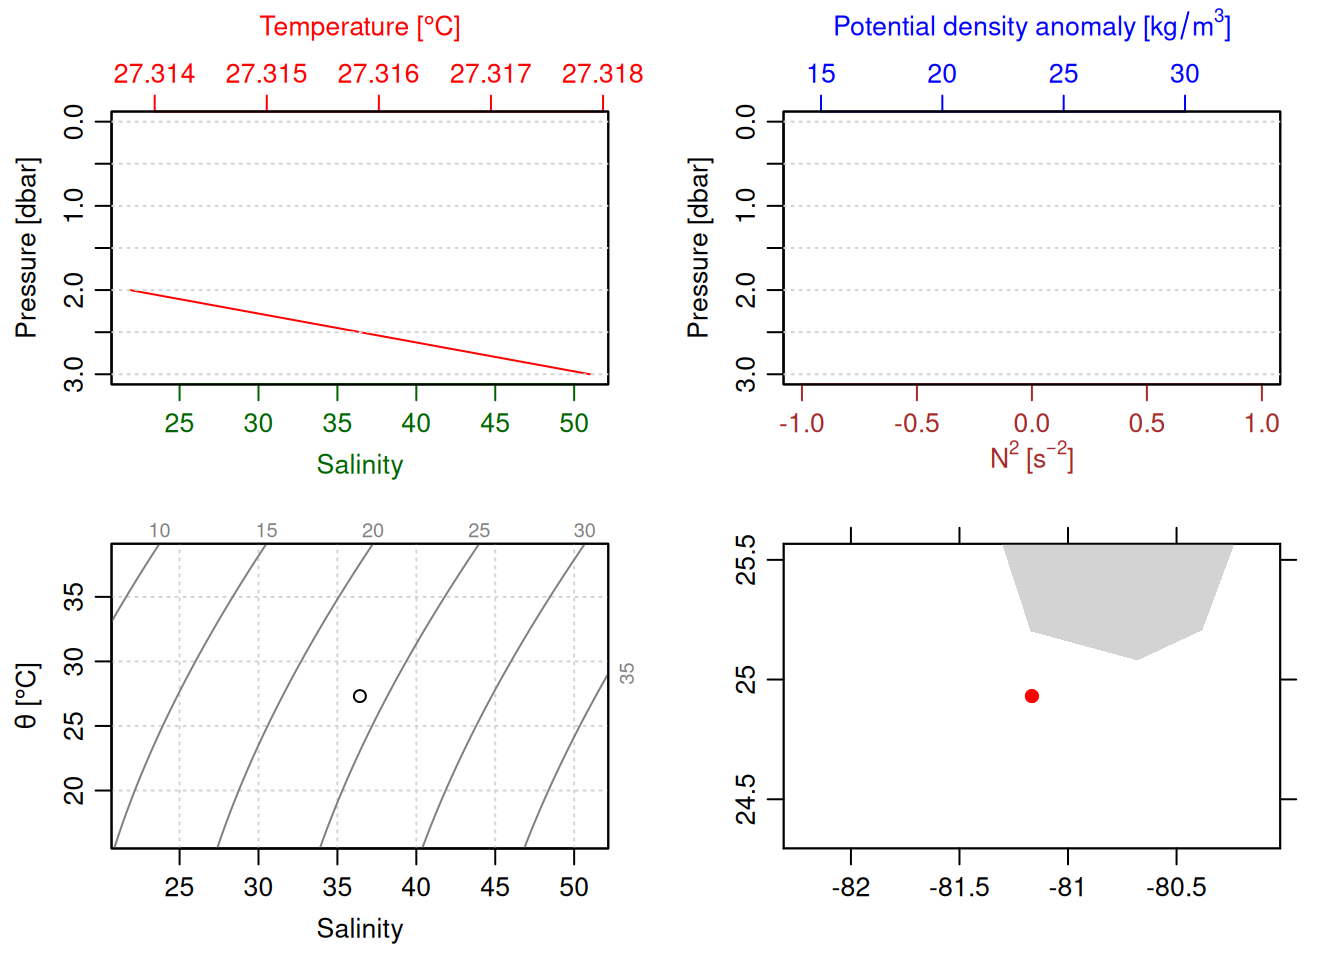 Temperature [°C]
27.314 27.315 27.316 27.317 27.318
Pressure [dbar]
0.0 1.0 2.0 3.0
25 30 35 40 45 50
Salinity
Potential density anomaly [kg/m³]
15 20 25 30
Pressure [dbar]
0.0 1.0 2.0 3.0
-1.0 -0.5 0.0 0.5 1.0
N² [s⁻²]
10 15 20 25 30
35
θ [°C]
20 25 30 35
25 30 35 40 45 50
Salinity
25.5
25
24.5
-82 -81.5 -81 -80.5